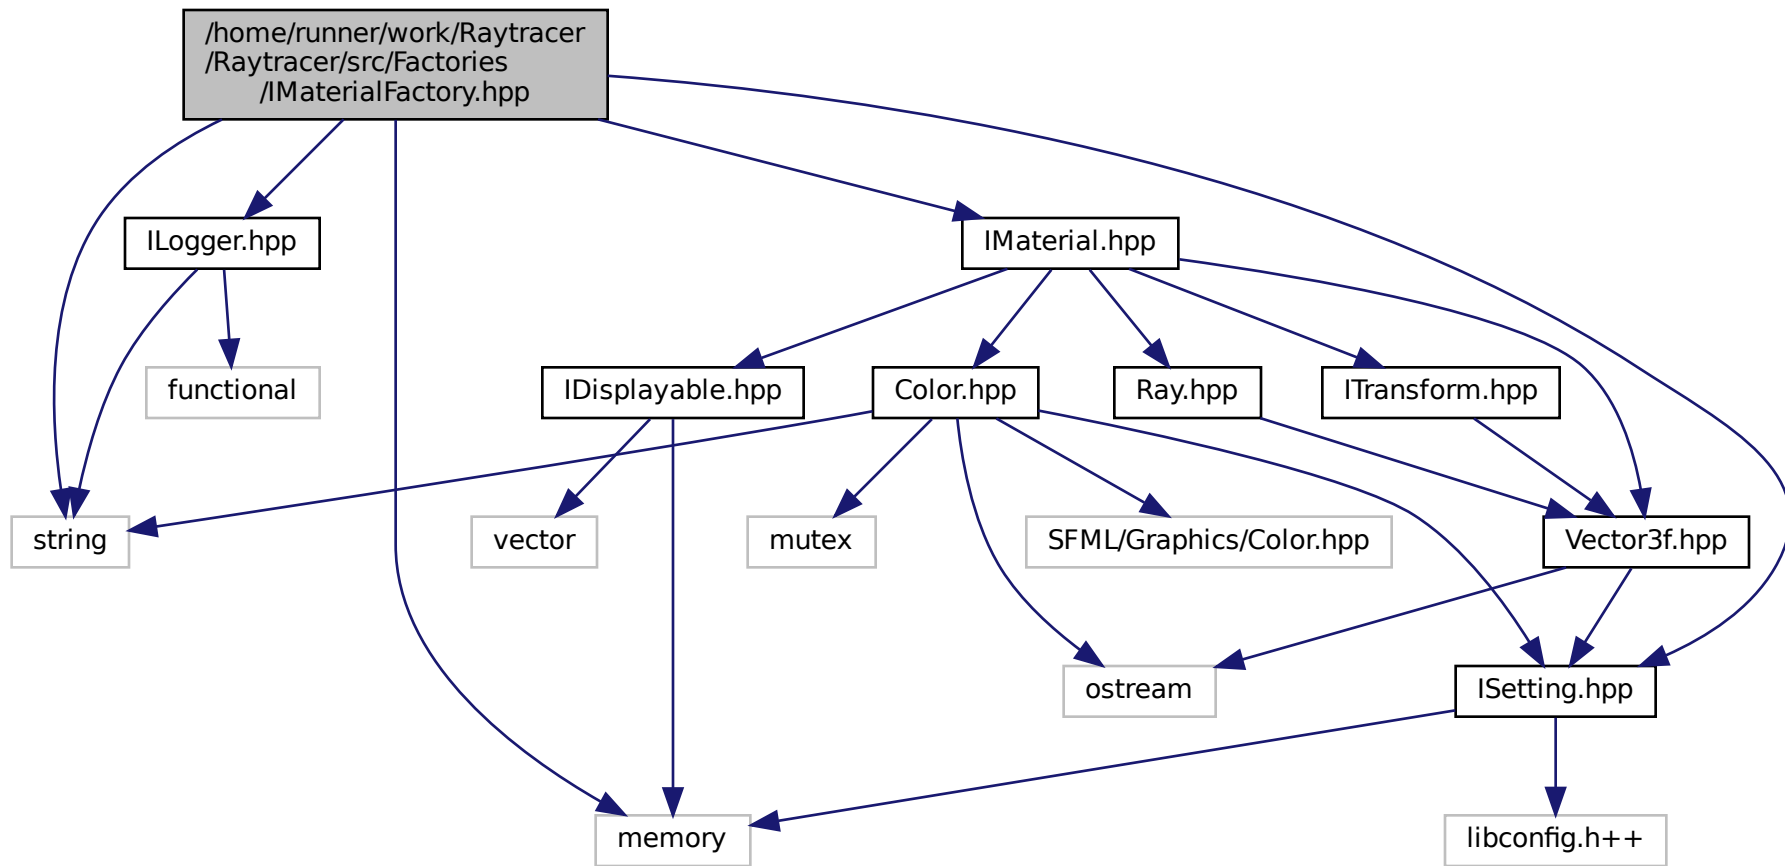 /home/runner/work/Raytracer
/Raytracer/src/Factories
/IMaterialFactory.hpp
ILogger.hpp
IMaterial.hpp
functional
IDisplayable.hpp
Color.hpp
Ray.hpp
ITransform.hpp
string
vector
mutex
SFML/Graphics/Color.hpp
Vector3f.hpp
ostream
ISetting.hpp
memory
libconfig.h++